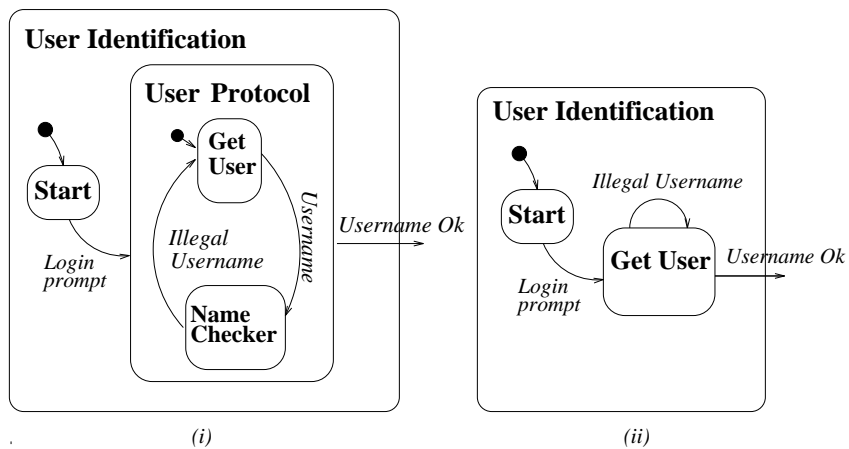 User Identification
User Protocol
Get
User
Start
Login
prompt
Illegal
Username
Username
Name
Checker
Username Ok
(i)
User Identification
Start
Illegal Username
Get User
Login
prompt
Username Ok
(ii)